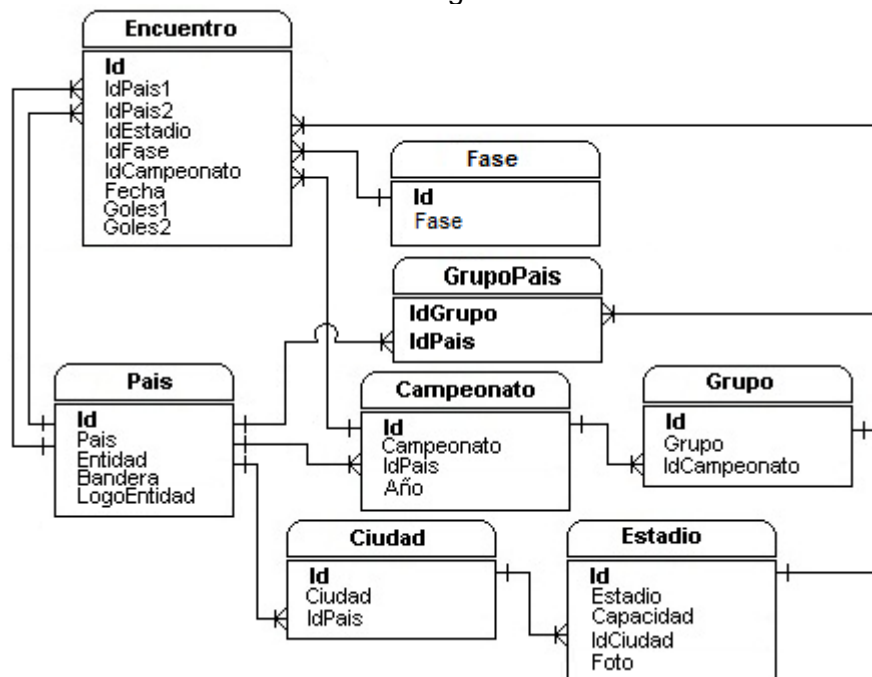 Encuentro
Id
IdPais1
IdPais2
IdEstadio
IdFase
IdCampeonato
Fecha
Goles1
Goles2
Fase
Id
Fase
GrupoPais
IdGrupo
IdPais
Pais
Id
Pais
Entidad
Bandera
LogoEntidad
Campeonato
Id
Campeonato
IdPais
Año
Grupo
Id
Grupo
IdCampeonato
Ciudad
Id
Ciudad
IdPais
Estadio
Id
Estadio
Capacidad
IdCiudad
Foto